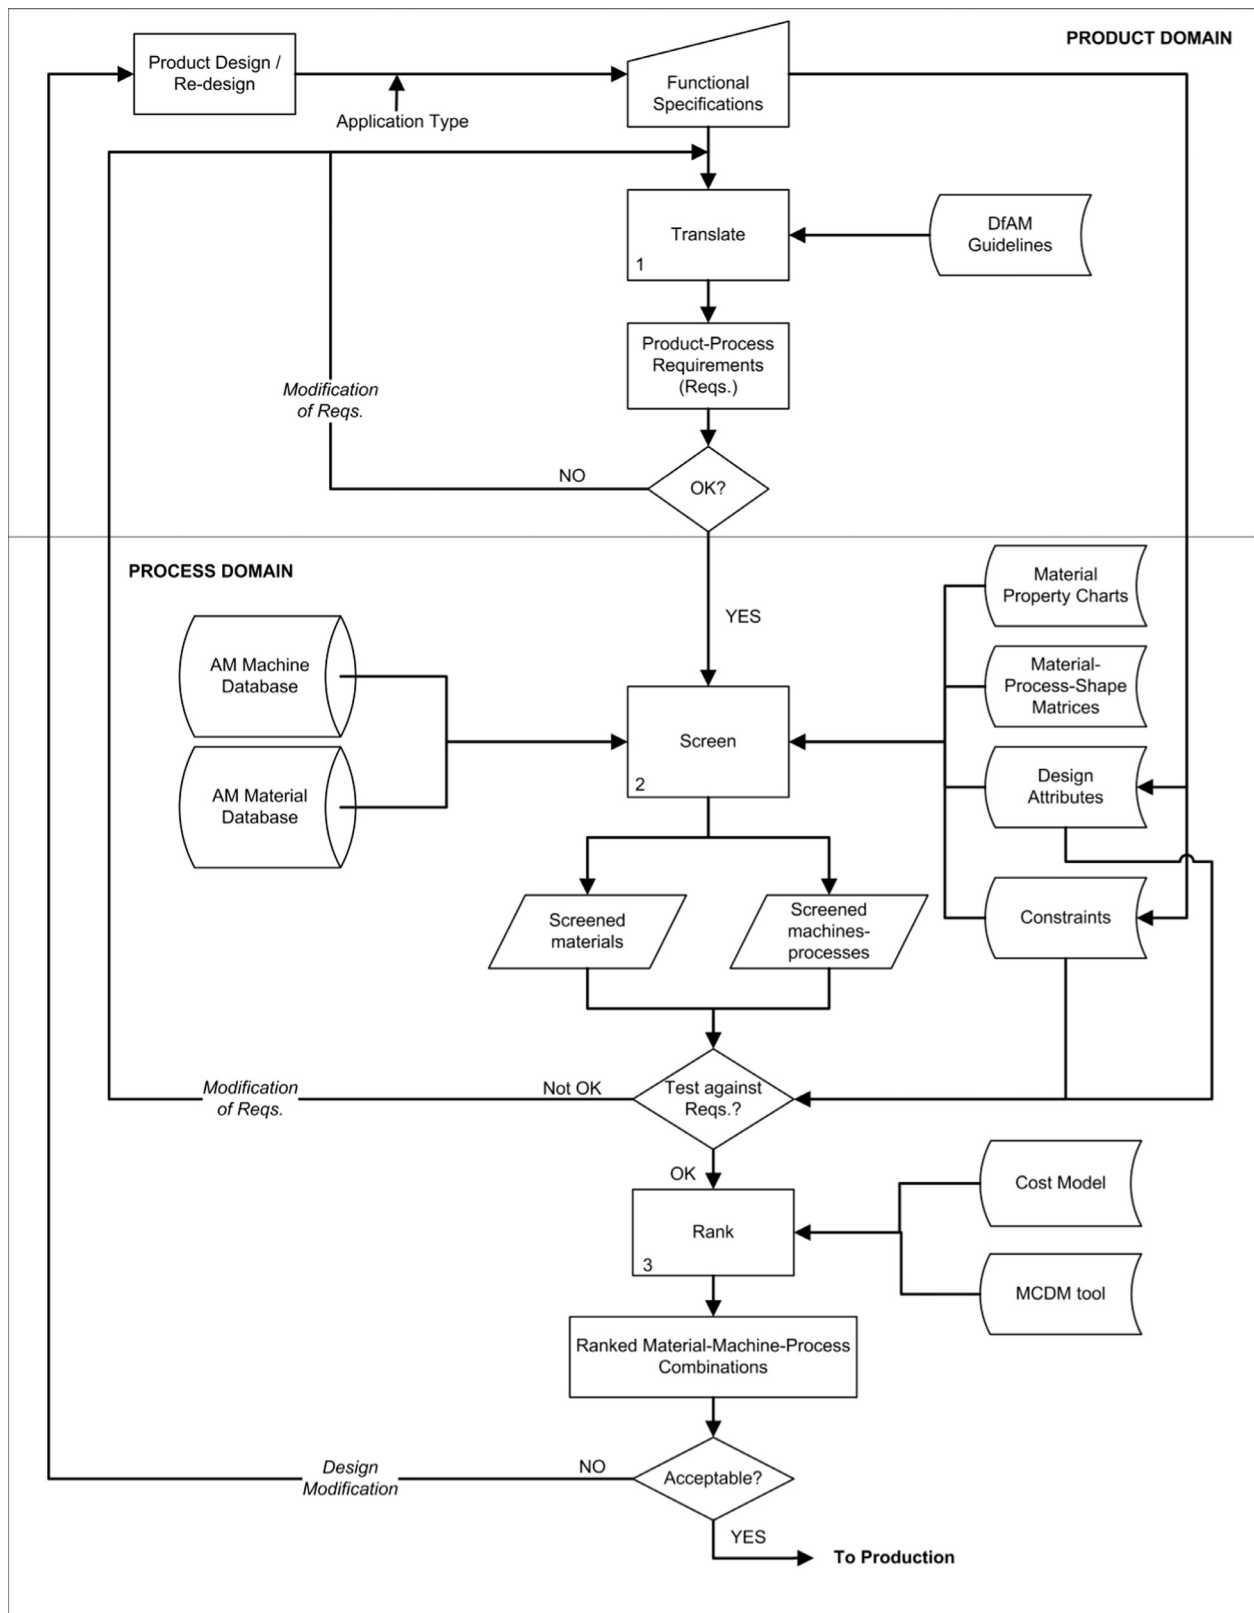 PRODUCT DOMAIN
Product Design /
Re-design
Application Type
Functional
Specifications
Translate
1
DfAM
Guidelines
Product-Process
Requirements
(Reqs.)
Modification
of Reqs.
NO
OK?
PROCESS DOMAIN
YES
Material
Property Charts
AM Machine
Database
Material-
Process-Shape
Matrices
Screen
2
AM Material
Database
Design
Attributes
Screened
materials
Screened
machines-
processes
Constraints
Modification
of Reqs.
Not OK
Test against
Reqs.?
OK
Rank
3
Cost Model
MCDM tool
Ranked Material-Machine-Process
Combinations
Design
Modification
NO
Acceptable?
YES
To Production